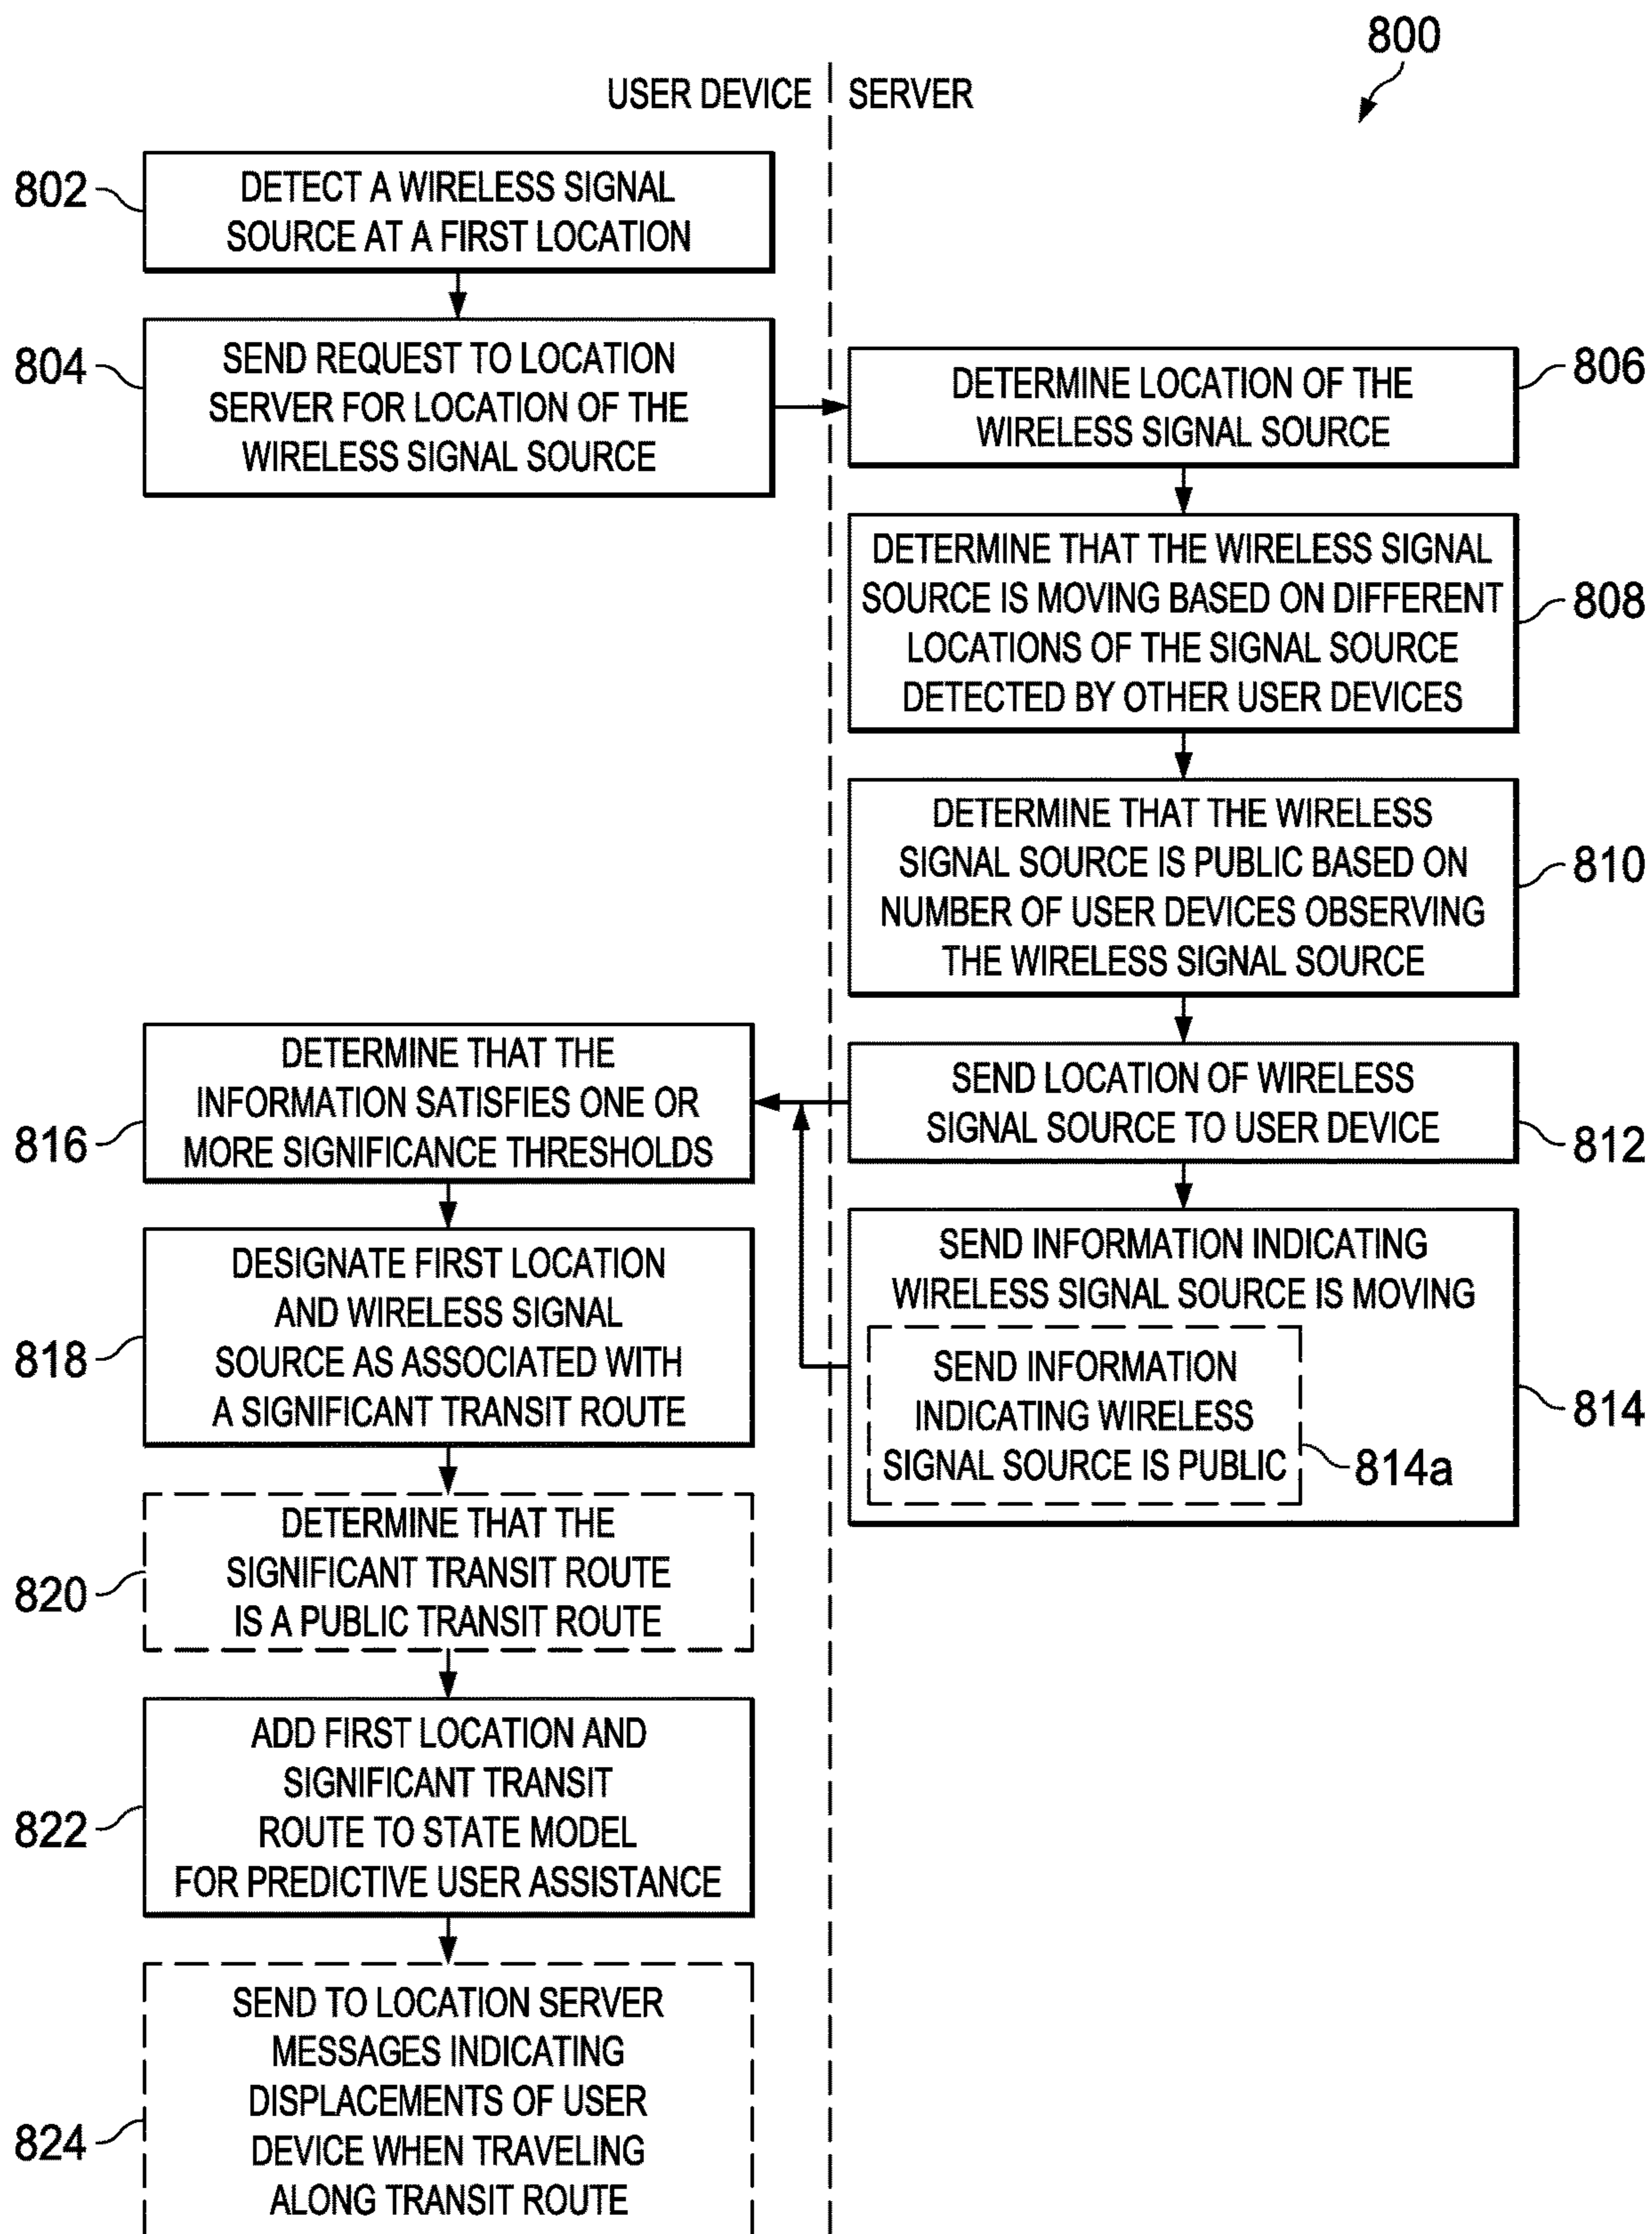 800
USER DEVICE
SERVER
802
DETECT A WIRELESS SIGNAL
SOURCE AT A FIRST LOCATION
804
SEND REQUEST TO LOCATION
SERVER FOR LOCATION OF THE
WIRELESS SIGNAL SOURCE
806
DETERMINE LOCATION OF THE
WIRELESS SIGNAL SOURCE
808
DETERMINE THAT THE WIRELESS SIGNAL
SOURCE IS MOVING BASED ON DIFFERENT
LOCATIONS OF THE SIGNAL SOURCE
DETECTED BY OTHER USER DEVICES
810
DETERMINE THAT THE WIRELESS
SIGNAL SOURCE IS PUBLIC BASED ON
NUMBER OF USER DEVICES OBSERVING
THE WIRELESS SIGNAL SOURCE
812
SEND LOCATION OF WIRELESS
SIGNAL SOURCE TO USER DEVICE
814
SEND INFORMATION INDICATING
WIRELESS SIGNAL SOURCE IS MOVING
SEND INFORMATION
INDICATING WIRELESS
SIGNAL SOURCE IS PUBLIC
814a
816
DETERMINE THAT THE
INFORMATION SATISFIES ONE OR
MORE SIGNIFICANCE THRESHOLDS
818
DESIGNATE FIRST LOCATION
AND WIRELESS SIGNAL
SOURCE AS ASSOCIATED WITH
A SIGNIFICANT TRANSIT ROUTE
820
DETERMINE THAT THE
SIGNIFICANT TRANSIT ROUTE
IS A PUBLIC TRANSIT ROUTE
822
ADD FIRST LOCATION AND
SIGNIFICANT TRANSIT
ROUTE TO STATE MODEL
FOR PREDICTIVE USER ASSISTANCE
824
SEND TO LOCATION SERVER
MESSAGES INDICATING
DISPLACEMENTS OF USER
DEVICE WHEN TRAVELING
ALONG TRANSIT ROUTE